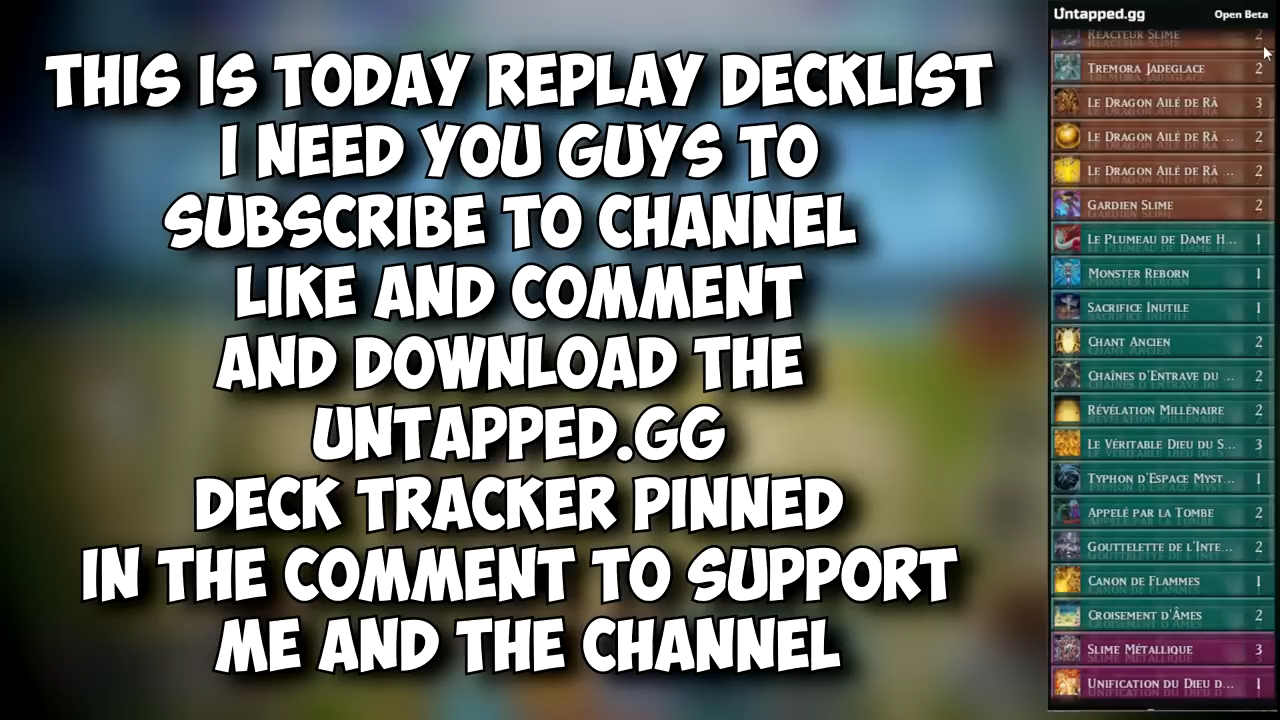 THIS IS TODAY REPLAY DECKLIST
I NEED YOU GUYS TO
SUBSCRIBE TO CHANNEL
LIKE AND COMMENT
AND DOWNLOAD THE
UNTAPPED.GG
DECK TRACKER PINNED
IN THE COMMENT TO SUPPORT
ME AND THE CHANNEL
Untapped.gg Open Beta
RÉACTEUR SLIME 2
TREMORA JADEGLACE 2
LE DRAGON AILÉ DE RÂ 3
LE DRAGON AILÉ DE RÂ ... 2
LE DRAGON AILÉ DE RÂ ... 2
GARDIEN SLIME 2
LE PLUMEAU DE DAME H... 1
MONSTER REBORN 1
SACRIFICE INUTILE 1
CHANT ANCIEN 2
CHAÎNES D'ENTRAVE DU ... 2
RÉVÉLATION MILLÉNAIRE 2
LE VÉRITABLE DIEU DU S... 3
TYPHON D'ESPACE MYST... 1
APPELÉ PAR LA TOMBE 2
GOUTTELETTE DE L'INTE... 2
CANON DE FLAMMES 1
CROISEMENT D'ÂMES 2
SLIME MÉTALLIQUE 3
UNIFICATION DU DIEU D... 1